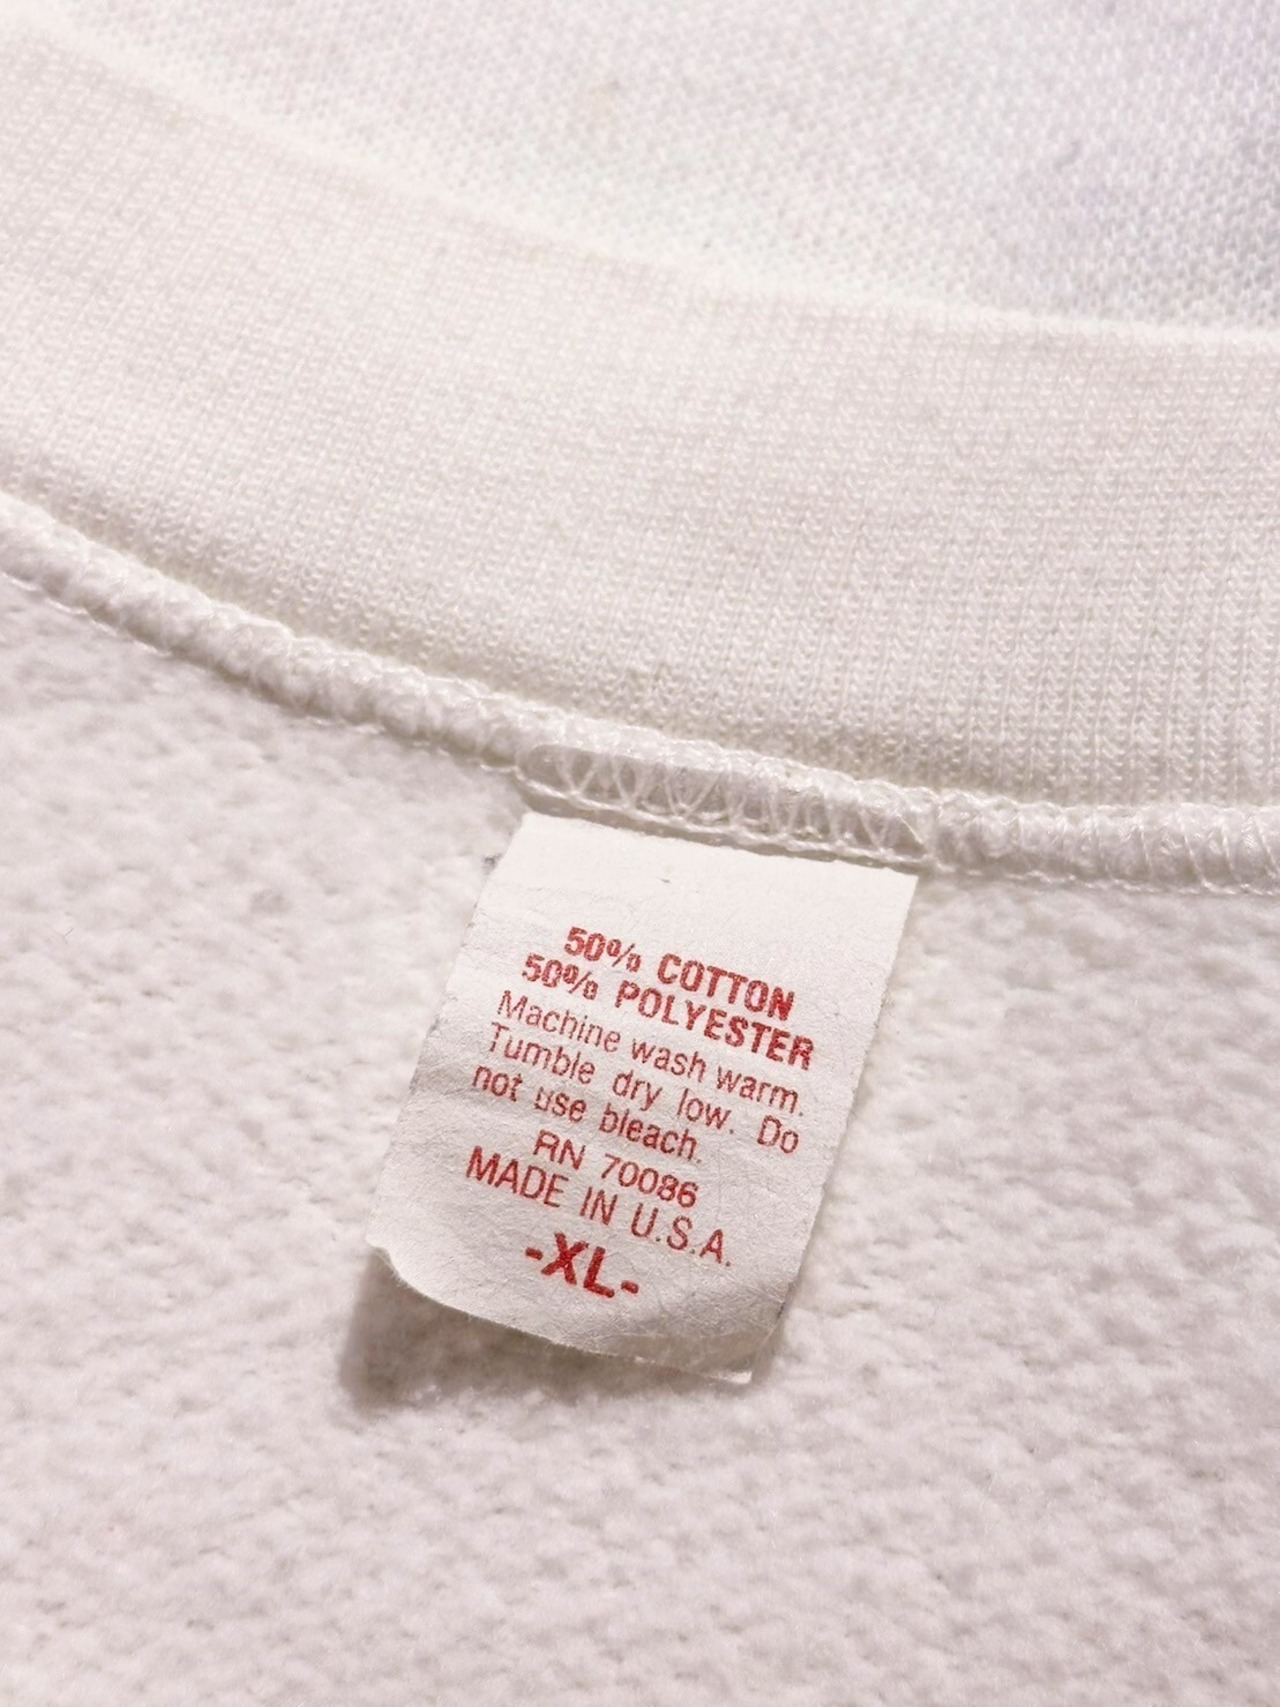 50% COTTON
50% POLYESTER
Machine wash warm.
Tumble dry low. Do
not use bleach.
RN 70086
MADE IN U.S.A.
-XL-